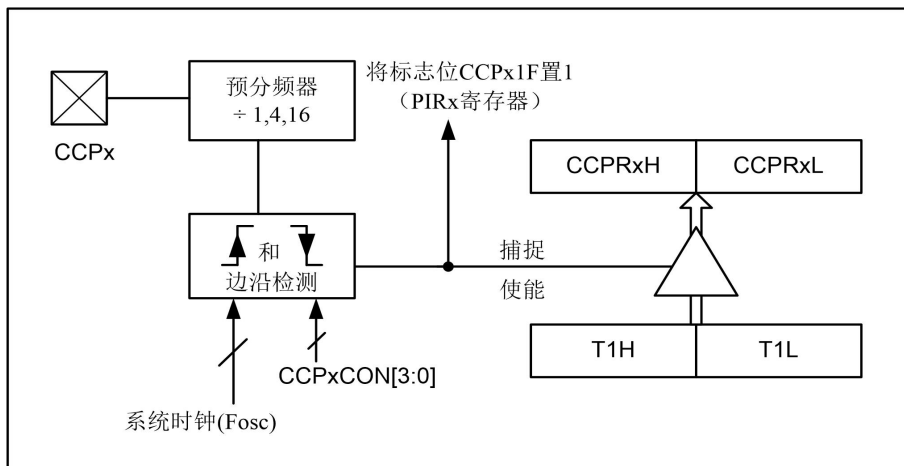 预分频器
÷ 1,4,16
CCPx
将标志位CCPx1F置1
（PIRx寄存器）
CCPRxH
CCPRxL
和
边沿检测
捕捉
使能
T1H
T1L
CCPxCON[3:0]
系统时钟(Fosc)